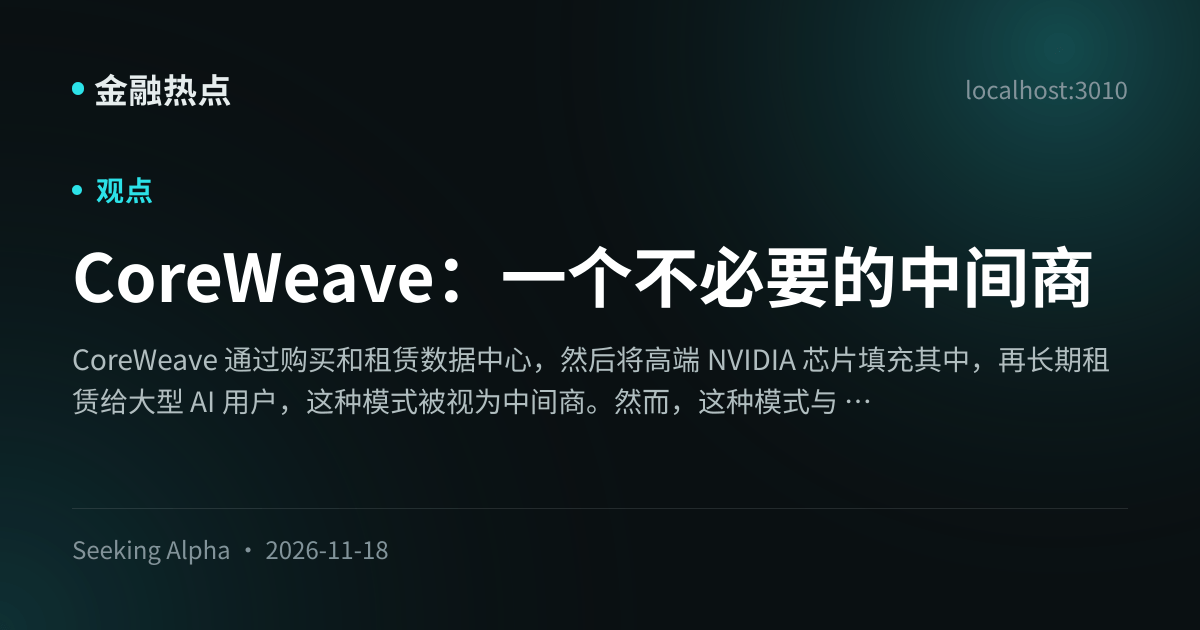 金融热点
localhost:3010
观点
CoreWeave：一个不必要的中间商
CoreWeave 通过购买和租赁数据中心，然后将高端 NVIDIA 芯片填充其中，再长期租
赁给大型 AI 用户，这种模式被视为中间商。然而，这种模式与 …
Seeking Alpha · 2026-11-18